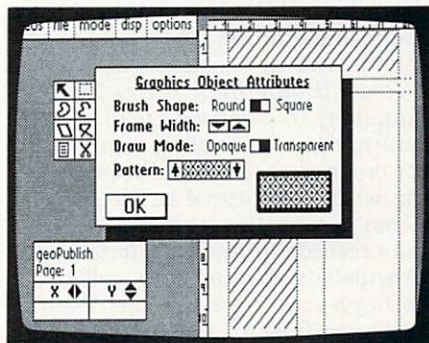 eos file mode disp options
Graphics Object Attributes
Brush Shape: Round Square
Frame Width:
Draw Mode: Opaque Transparent
Pattern:
OK
geoPublish
Page: 1
X Y